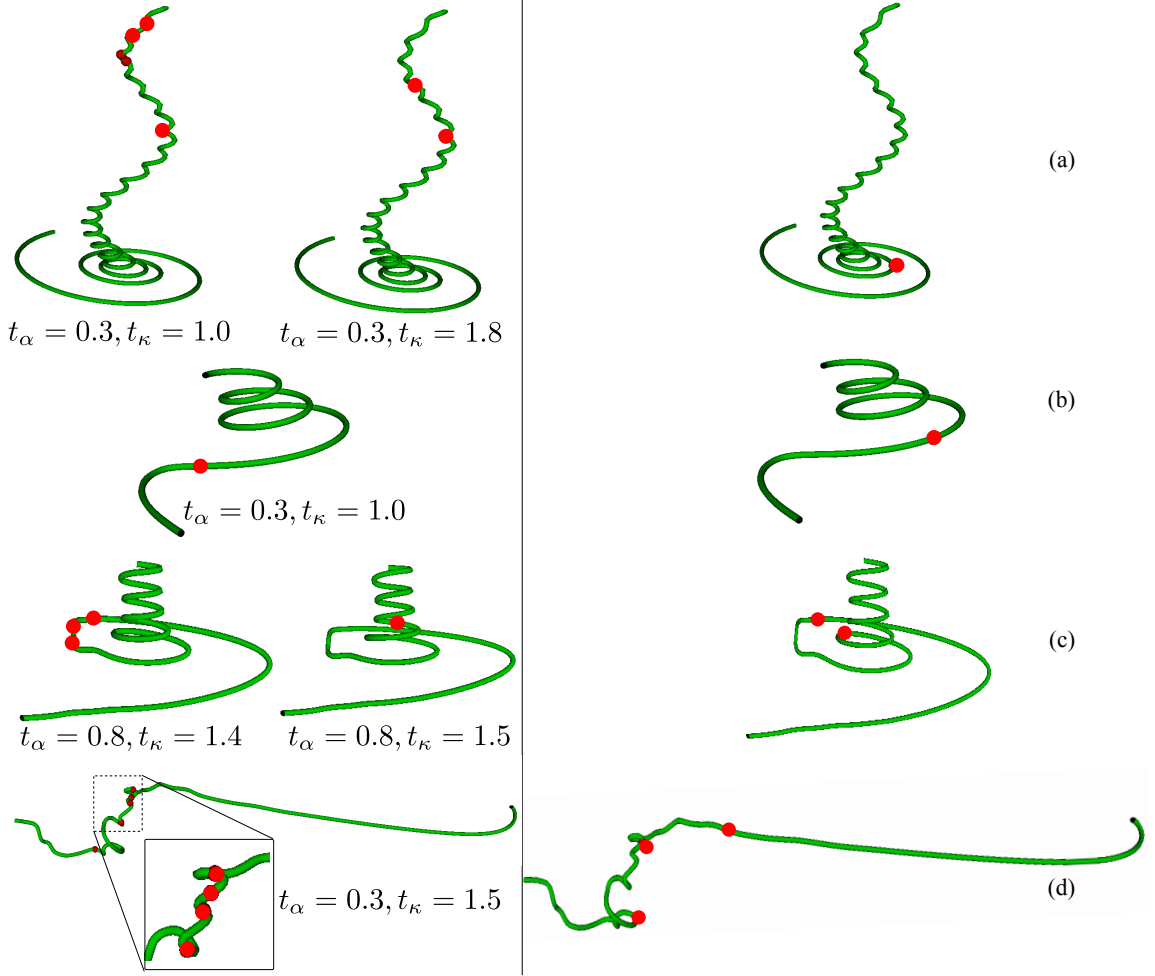 (a)
t_α = 0.3, t_κ = 1.0
t_α = 0.3, t_κ = 1.8
(b)
t_α = 0.3, t_κ = 1.0
(c)
t_α = 0.8, t_κ = 1.4
t_α = 0.8, t_κ = 1.5
(d)
t_α = 0.3, t_κ = 1.5